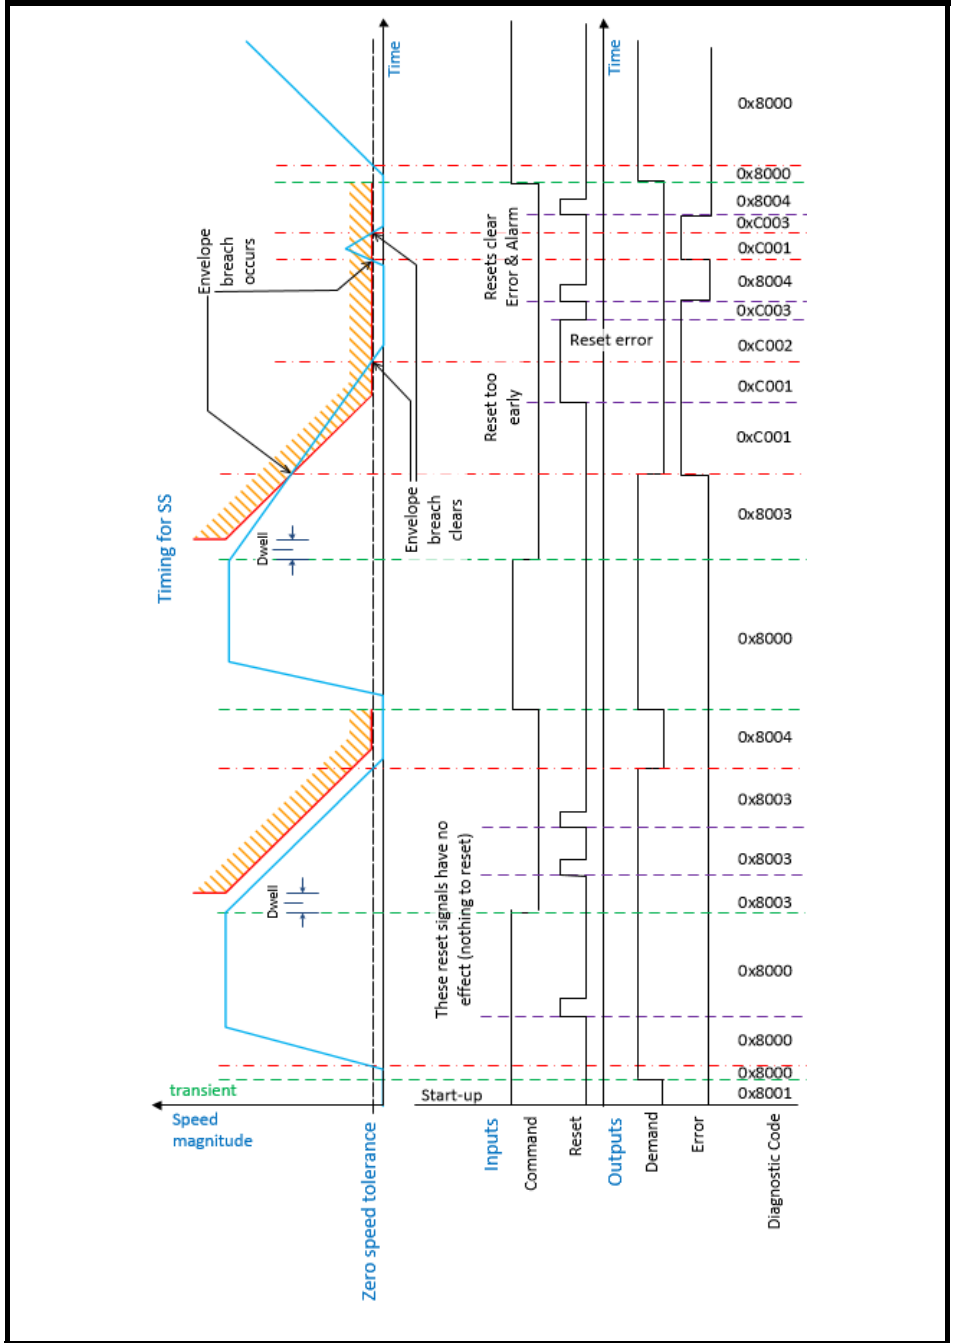 Timing for SS
Speed
magnitude
transient
Zero speed tolerance
Time
Dwell
Dwell
Envelope
breach
occurs
Envelope
breach
clears
Start-up
These reset signals have no
effect (nothing to reset)
Reset too
early
Resets clear
Error & Alarm
Reset error
Inputs
Command
Reset
Outputs
Time
Demand
Error
Diagnostic Code
0x8001
0x8000
0x8000
0x8000
0x8003
0x8003
0x8003
0x8004
0x8000
0x8003
0xC001
0xC001
0xC002
0xC003
0x8004
0xC001
0xC003
0x8004
0x8000
0x8000